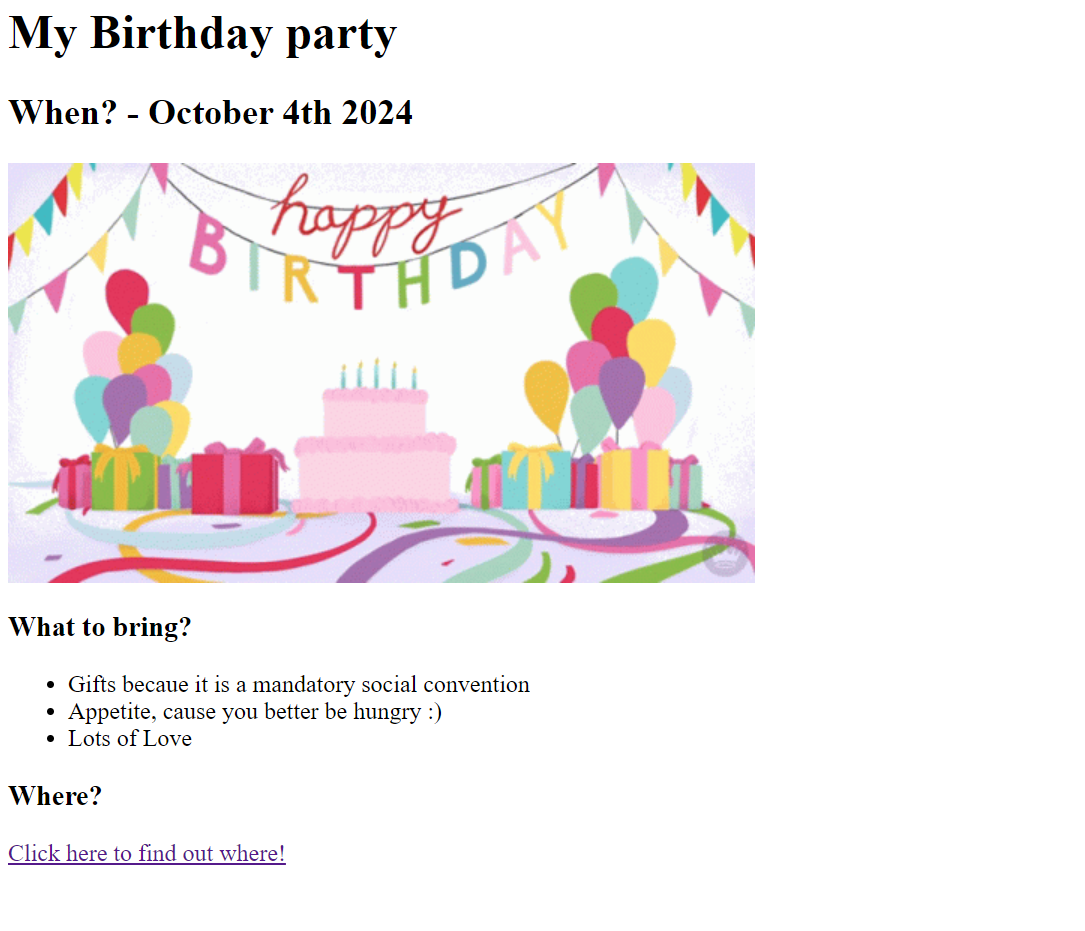 My Birthday party
When? - October 4th 2024
happy
BIRTHDAY
What to bring?
Gifts becaue it is a mandatory social convention
Appetite, cause you better be hungry :)
Lots of Love
Where?
Click here to find out where!